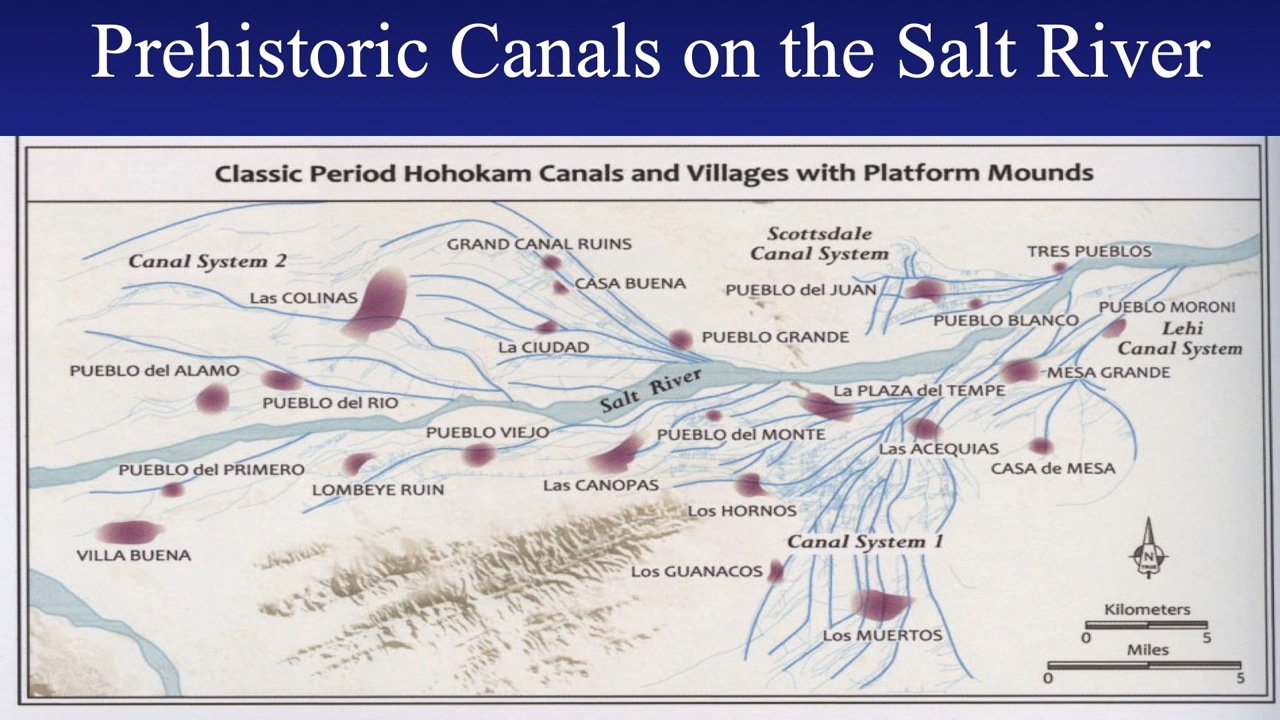 Prehistoric Canals on the Salt River
Classic Period Hohokam Canals and Villages with Platform Mounds
Scottsdale
Canal System
GRAND CANAL RUINS
TRES PUEBLOS
Canal System 2
CASA BUENA
PUEBLO del JUAN
Las COLINAS
PUEBLO MORONI
PUEBLO BLANCO
Lehi
Canal System
PUEBLO GRANDE
La CIUDAD
PUEBLO del ALAMO
MESA GRANDE
Salt River
La PLAZA del TEMPE
PUEBLO del RIO
PUEBLO VIEJO
PUEBLO del MONTE
Las ACEQUIAS
PUEBLO del PRIMERO
CASA de MESA
LOMBEYE RUIN
Las CANOPAS
Los HORNOS
Canal System 1
VILLA BUENA
N
TRUE
Los GUANACOS
Kilometers
0 5
Los MUERTOS
Miles
0 5